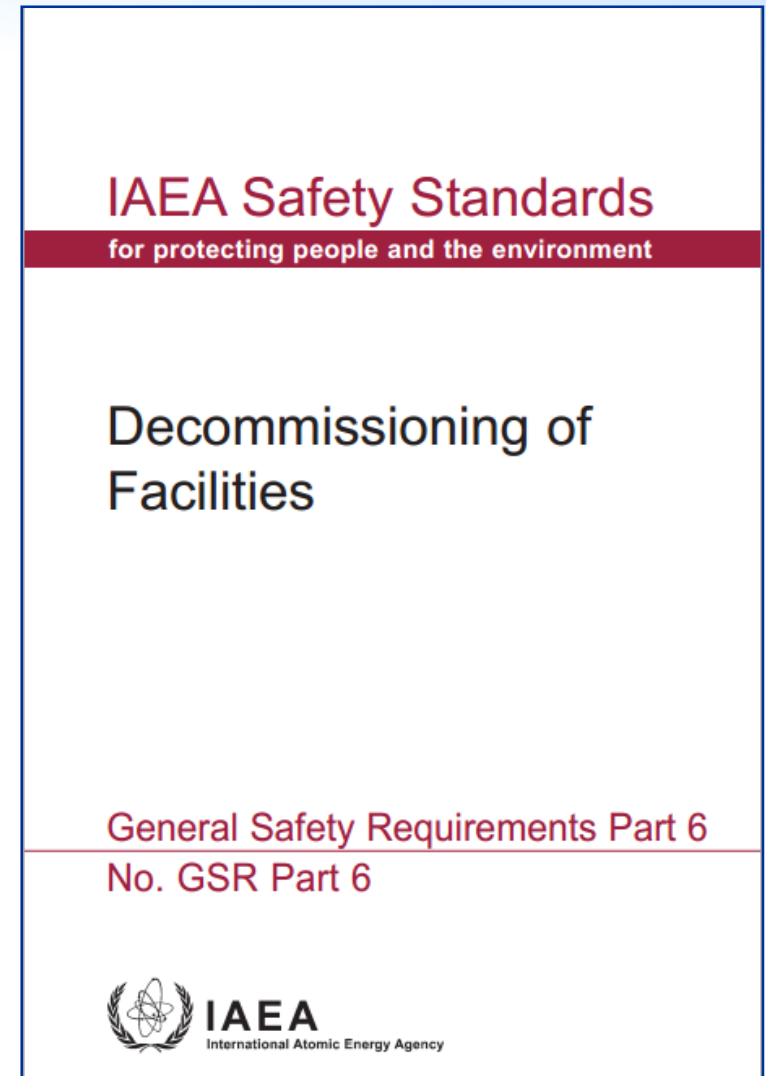 IAEA Safety Standards
for protecting people and the environment
Decommissioning of
Facilities
General Safety Requirements Part 6
No. GSR Part 6
IAEA
International Atomic Energy Agency